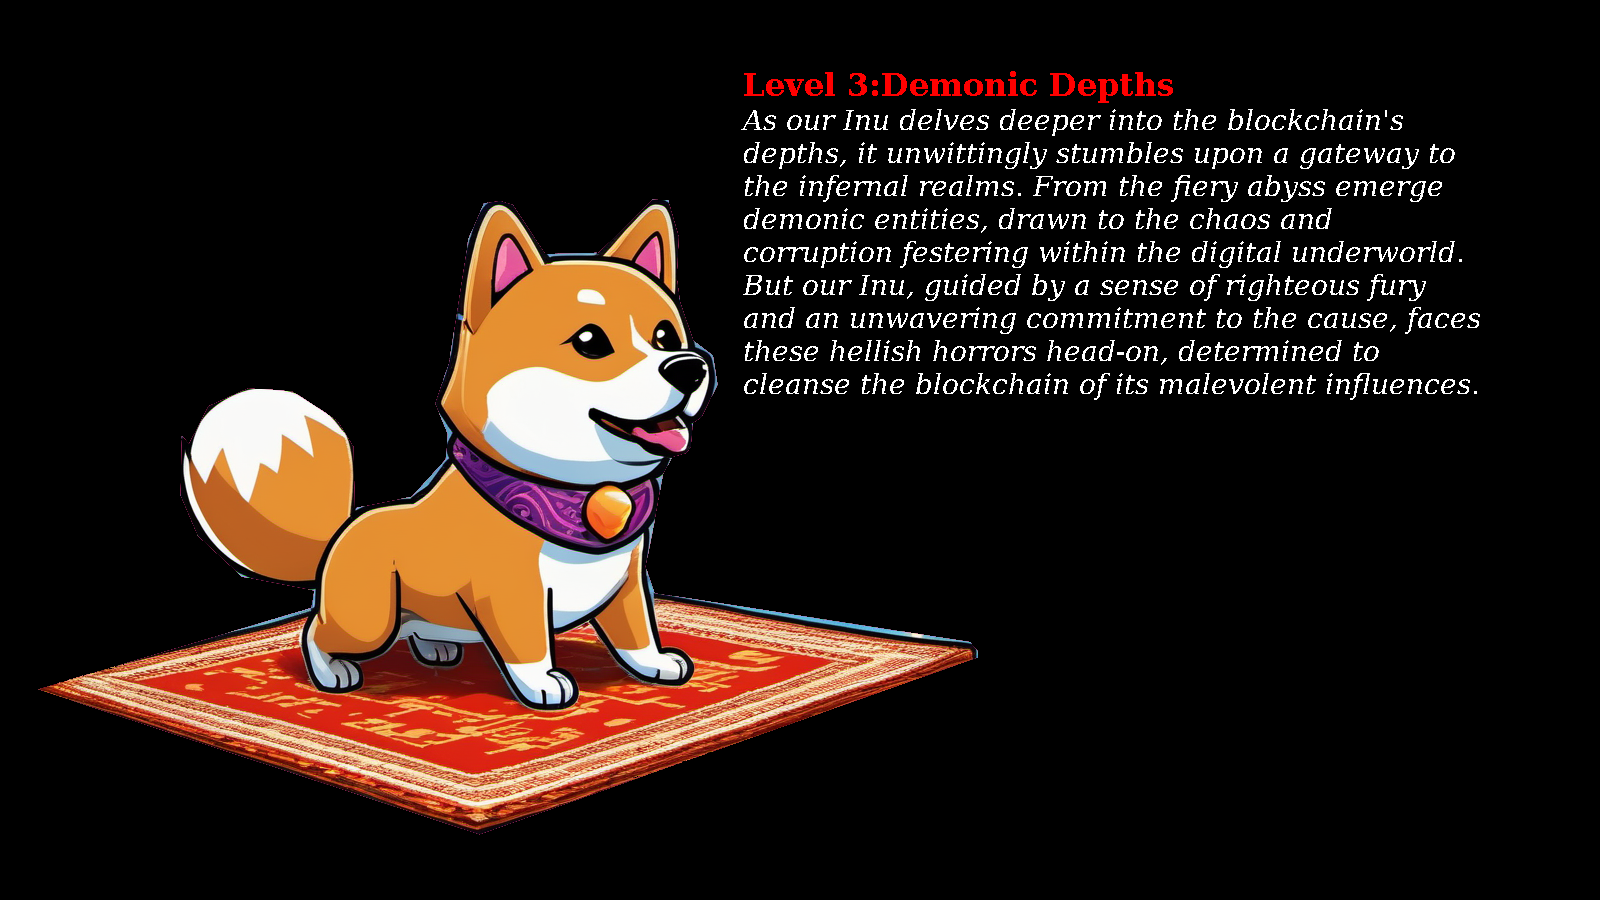 Level 3:Demonic Depths
As our Inu delves deeper into the blockchain's
depths, it unwittingly stumbles upon a gateway to
the infernal realms. From the fiery abyss emerge
demonic entities, drawn to the chaos and
corruption festering within the digital underworld.
But our Inu, guided by a sense of righteous fury
and an unwavering commitment to the cause, faces
these hellish horrors head-on, determined to
cleanse the blockchain of its malevolent influences.